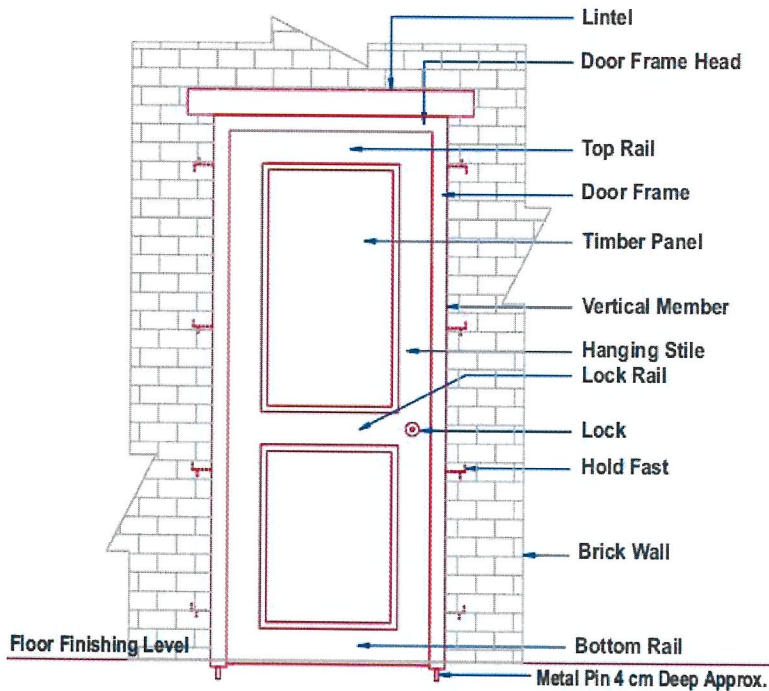 Lintel
Door Frame Head
Top Rail
Door Frame
Timber Panel
Vertical Member
Hanging Stile
Lock Rail
Lock
Hold Fast
Brick Wall
Floor Finishing Level
Bottom Rail
Metal Pin 4 cm Deep Approx.